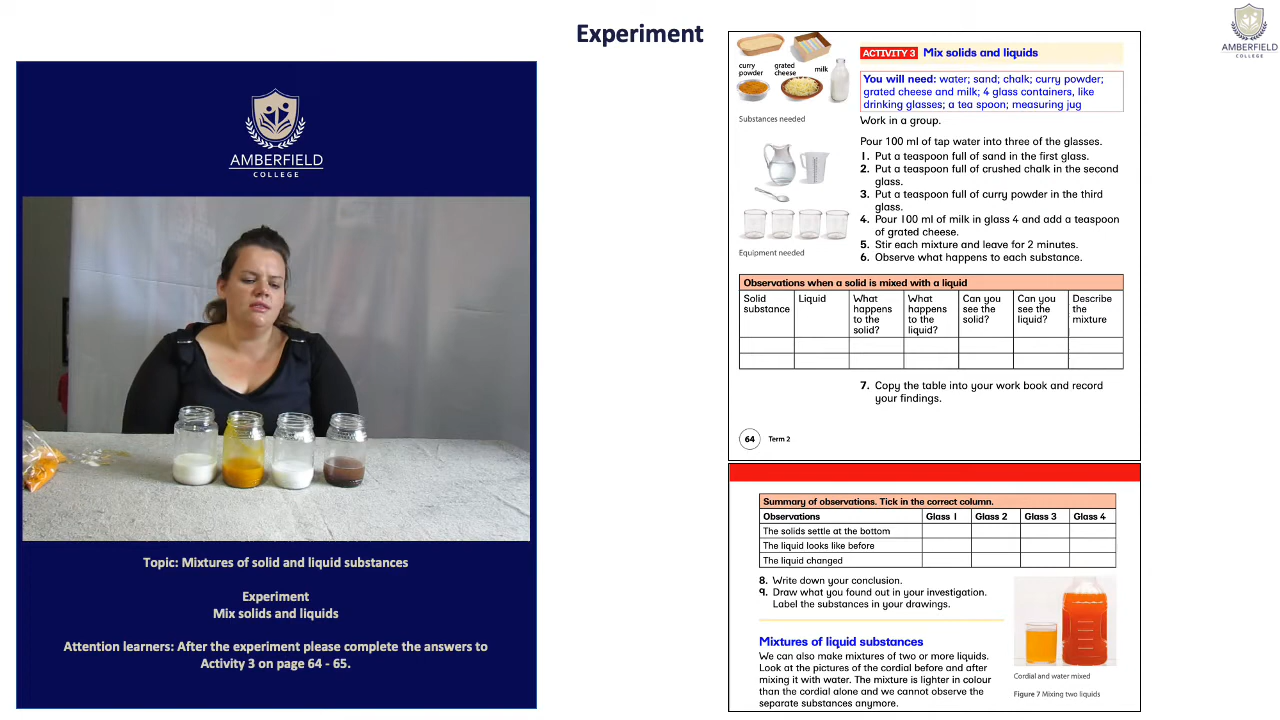 Experiment
AMBERFIELD
COLLEGE
AMBERFIELD
COLLEGE
Topic: Mixtures of solid and liquid substances
Experiment
Mix solids and liquids
Attention learners: After the experiment please complete the answers to
Activity 3 on page 64 - 65.
ACTIVITY 3 Mix solids and liquids
curry
powder
grated
cheese
milk
Substances needed
You will need: water; sand; chalk; curry powder;
grated cheese and milk; 4 glass containers, like
drinking glasses; a tea spoon; measuring jug
Work in a group.
Pour 100 ml of tap water into three of the glasses.
1. Put a teaspoon full of sand in the first glass.
2. Put a teaspoon full of crushed chalk in the second
glass.
3. Put a teaspoon full of curry powder in the third
glass.
4. Pour 100 ml of milk in glass 4 and add a teaspoon
of grated cheese.
5. Stir each mixture and leave for 2 minutes.
6. Observe what happens to each substance.
Equipment needed
Observations when a solid is mixed with a liquid
Solid substance Liquid What happens to the solid? What happens to the liquid? Can you see the solid? Can you see the liquid? Describe the mixture
7. Copy the table into your work book and record
your findings.
64 Term 2
Summary of observations. Tick in the correct column.
Observations Glass 1 Glass 2 Glass 3 Glass 4
The solids settle at the bottom
The liquid looks like before
The liquid changed
8. Write down your conclusion.
9. Draw what you found out in your investigation.
Label the substances in your drawings.
Mixtures of liquid substances
We can also make mixtures of two or more liquids.
Look at the pictures of the cordial before and after
mixing it with water. The mixture is lighter in colour
than the cordial alone and we cannot observe the
separate substances anymore.
Cordial and water mixed
Figure 7 Mixing two liquids